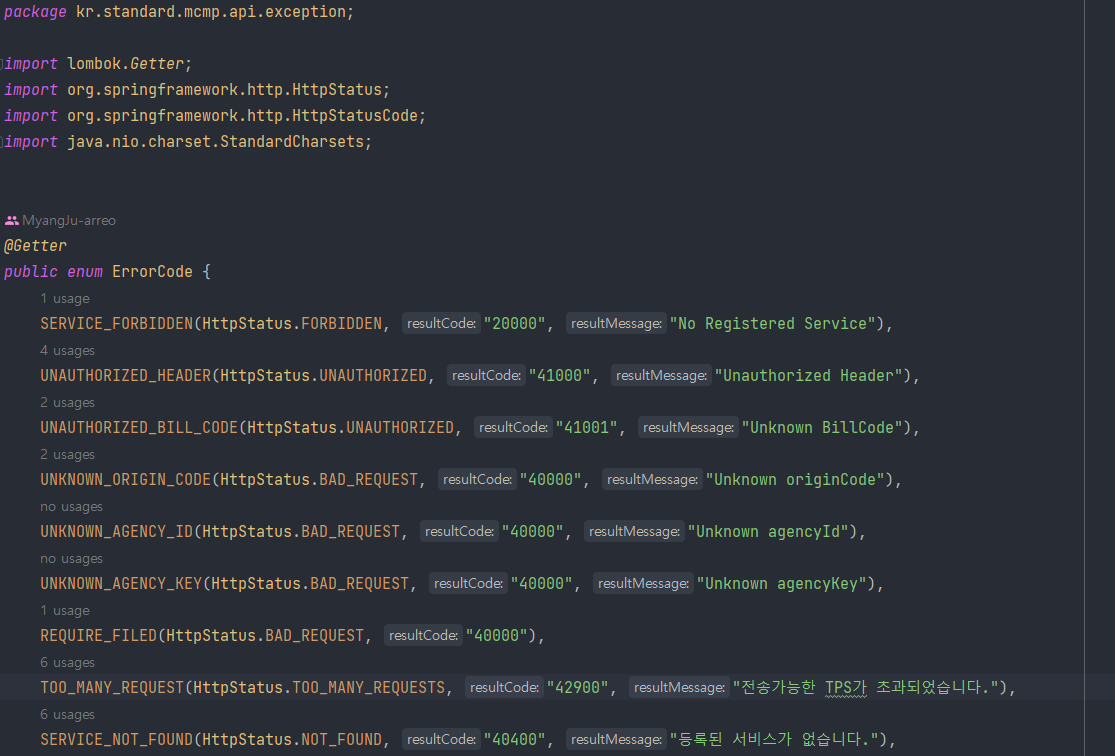 package kr.standard.mcmp.api.exception;
import lombok.Getter;
import org.springframework.http.HttpStatus;
import org.springframework.http.HttpStatusCode;
import java.nio.charset.StandardCharsets;
MyangJu-arreo
@Getter
public enum ErrorCode {
1 usage
SERVICE_FORBIDDEN(HttpStatus.FORBIDDEN, resultCode: "20000", resultMessage: "No Registered Service"),
4 usages
UNAUTHORIZED_HEADER(HttpStatus.UNAUTHORIZED, resultCode: "41000", resultMessage: "Unauthorized Header"),
2 usages
UNAUTHORIZED_BILL_CODE(HttpStatus.UNAUTHORIZED, resultCode: "41001", resultMessage: "Unknown BillCode"),
2 usages
UNKNOWN_ORIGIN_CODE(HttpStatus.BAD_REQUEST, resultCode: "40000", resultMessage: "Unknown originCode"),
no usages
UNKNOWN_AGENCY_ID(HttpStatus.BAD_REQUEST, resultCode: "40000", resultMessage: "Unknown agencyId"),
no usages
UNKNOWN_AGENCY_KEY(HttpStatus.BAD_REQUEST, resultCode: "40000", resultMessage: "Unknown agencyKey"),
1 usage
REQUIRE_FILED(HttpStatus.BAD_REQUEST, resultCode: "40000"),
6 usages
TOO_MANY_REQUEST(HttpStatus.TOO_MANY_REQUESTS, resultCode: "42900", resultMessage: "전송가능한 TPS가 초과되었습니다."),
6 usages
SERVICE_NOT_FOUND(HttpStatus.NOT_FOUND, resultCode: "40400", resultMessage: "등록된 서비스가 없습니다."),